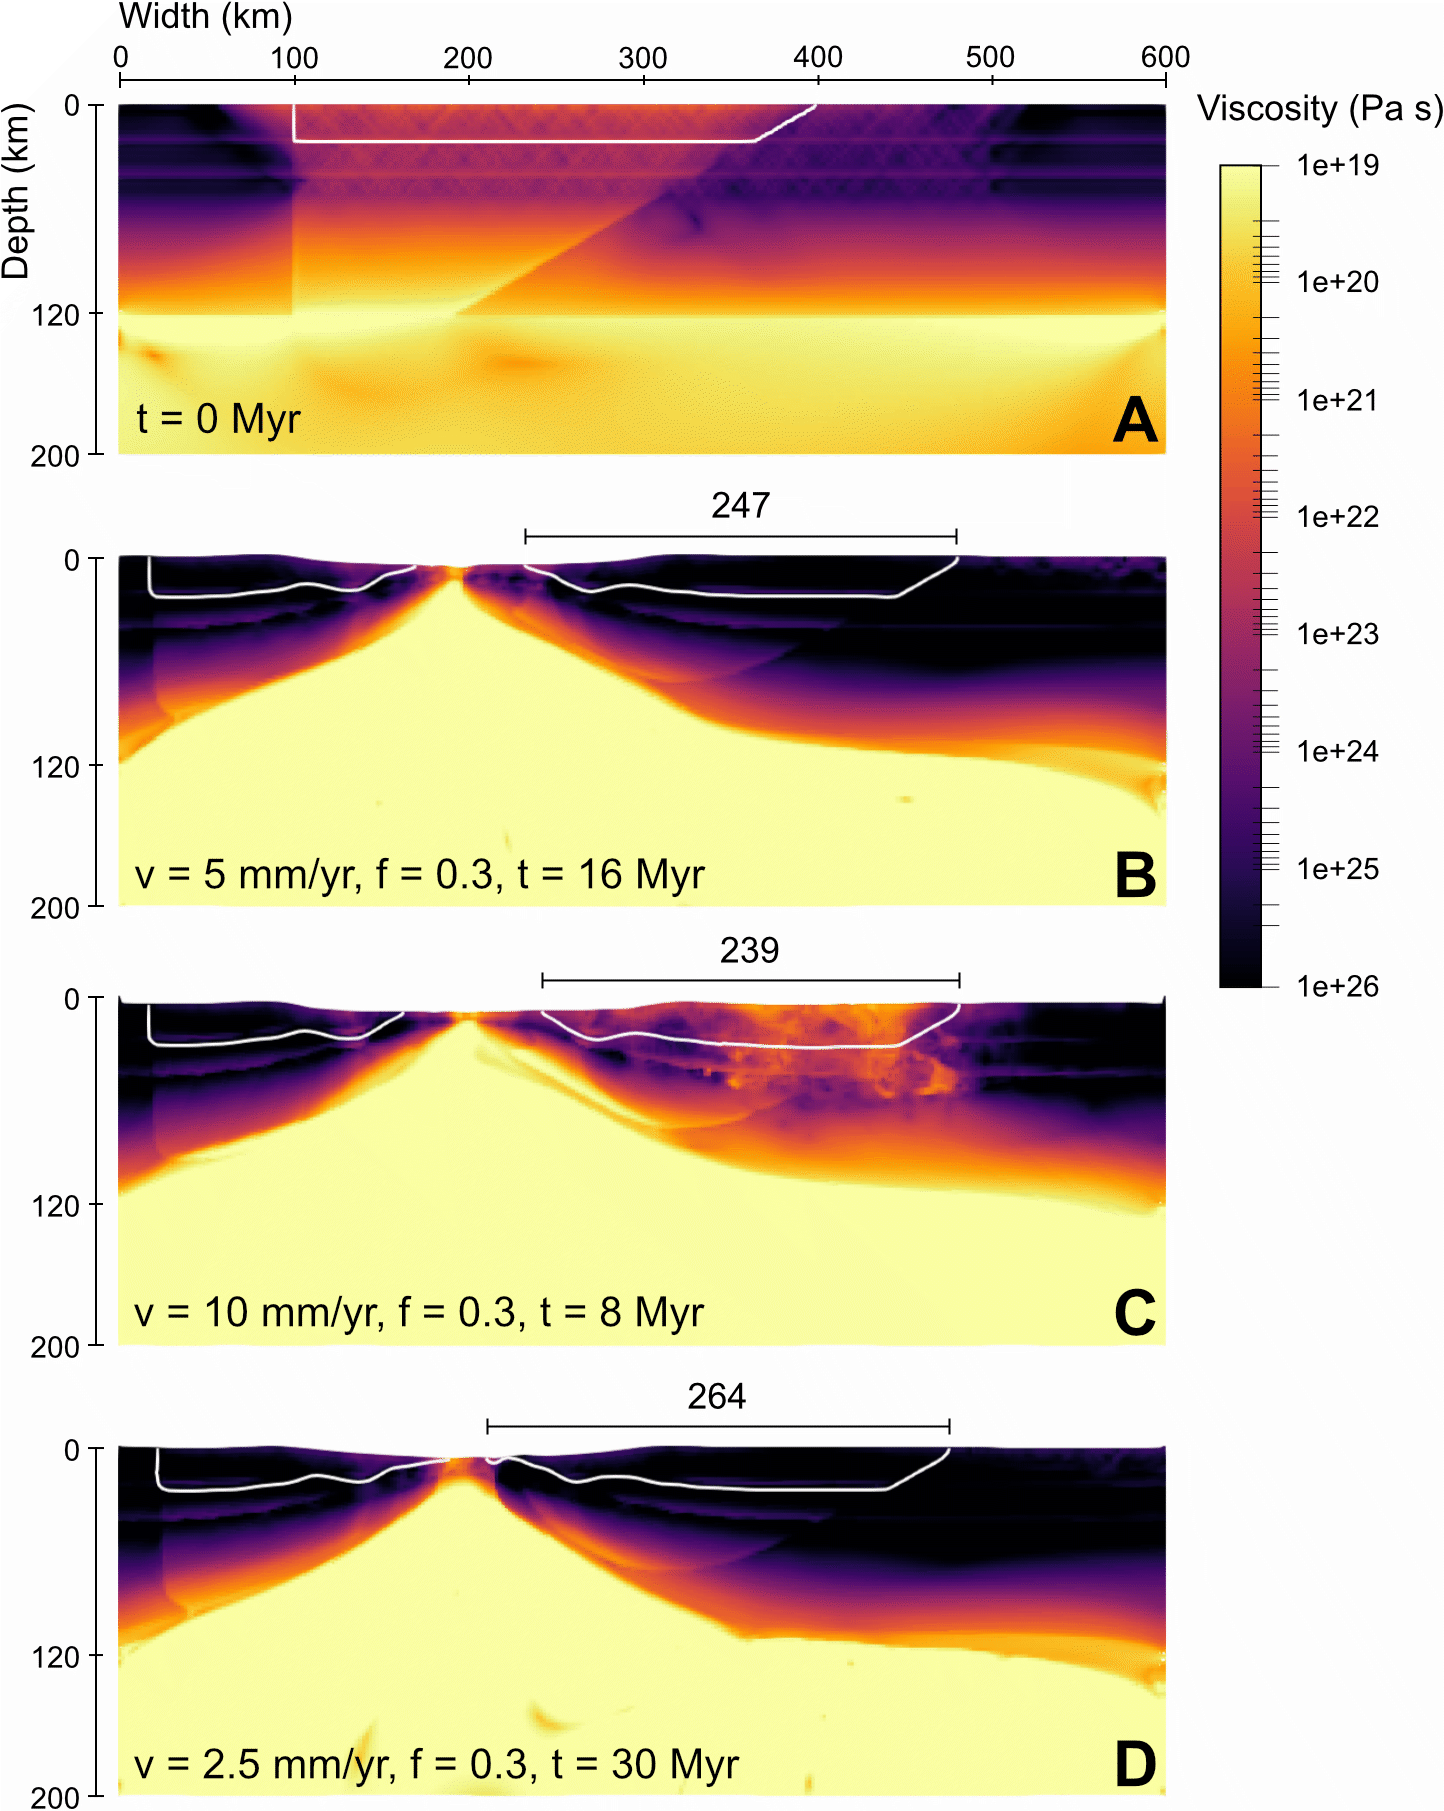 Width (km)
0 100 200 300 400 500 600
Depth (km)
0
120
200
t = 0 Myr
A
Viscosity (Pa s)
1e+19
1e+20
1e+21
1e+22
1e+23
1e+24
1e+25
1e+26
247
0
120
200
v = 5 mm/yr, f = 0.3, t = 16 Myr
B
239
0
120
200
v = 10 mm/yr, f = 0.3, t = 8 Myr
C
264
0
120
200
v = 2.5 mm/yr, f = 0.3, t = 30 Myr
D